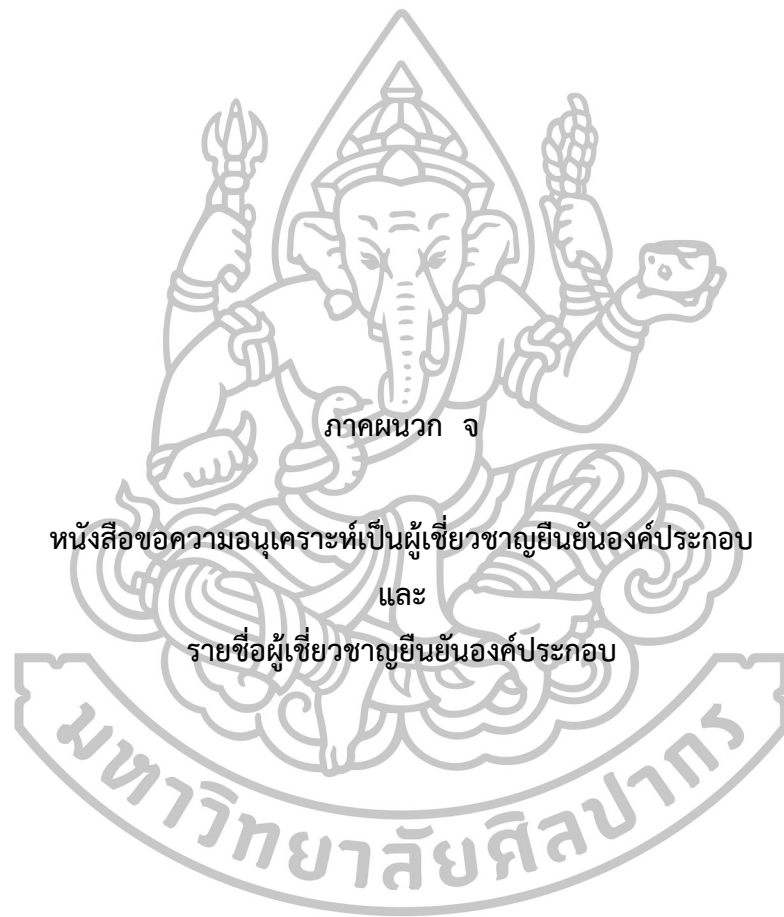 ภาคผนวก จ
หนังสือขอความอนุเคราะห์เป็นผู้เชี่ยวชาญยืนยันองค์ประกอบ
และ
รายชื่อผู้เชี่ยวชาญยืนยันองค์ประกอบ
มหาวิทยาลัยศิลปากร